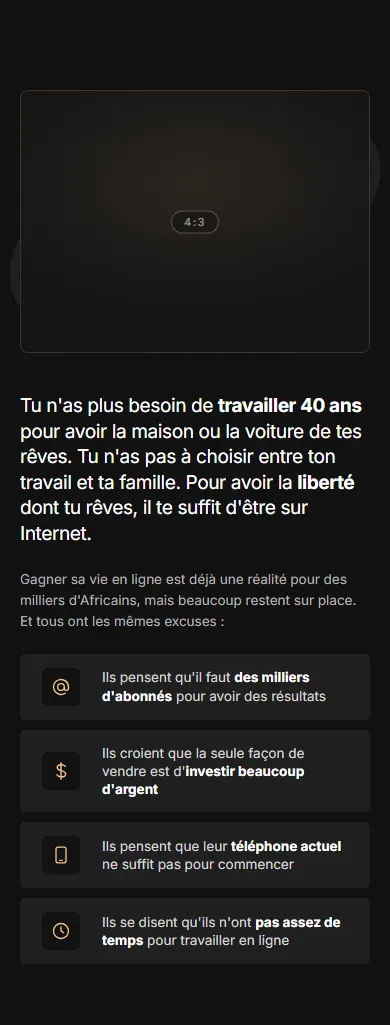 4:3
Tu n'as plus besoin de travailler 40 ans
pour avoir la maison ou la voiture de tes
rêves. Tu n'as pas à choisir entre ton
travail et ta famille. Pour avoir la liberté
dont tu rêves, il te suffit d'être sur
Internet.
Gagner sa vie en ligne est déjà une réalité pour des
milliers d'Africains, mais beaucoup restent sur place.
Et tous ont les mêmes excuses :
Ils pensent qu'il faut des milliers
d'abonnés pour avoir des résultats
Ils croient que la seule façon de
vendre est d'investir beaucoup
d'argent
Ils pensent que leur téléphone actuel
ne suffit pas pour commencer
Ils se disent qu'ils n'ont pas assez de
temps pour travailler en ligne